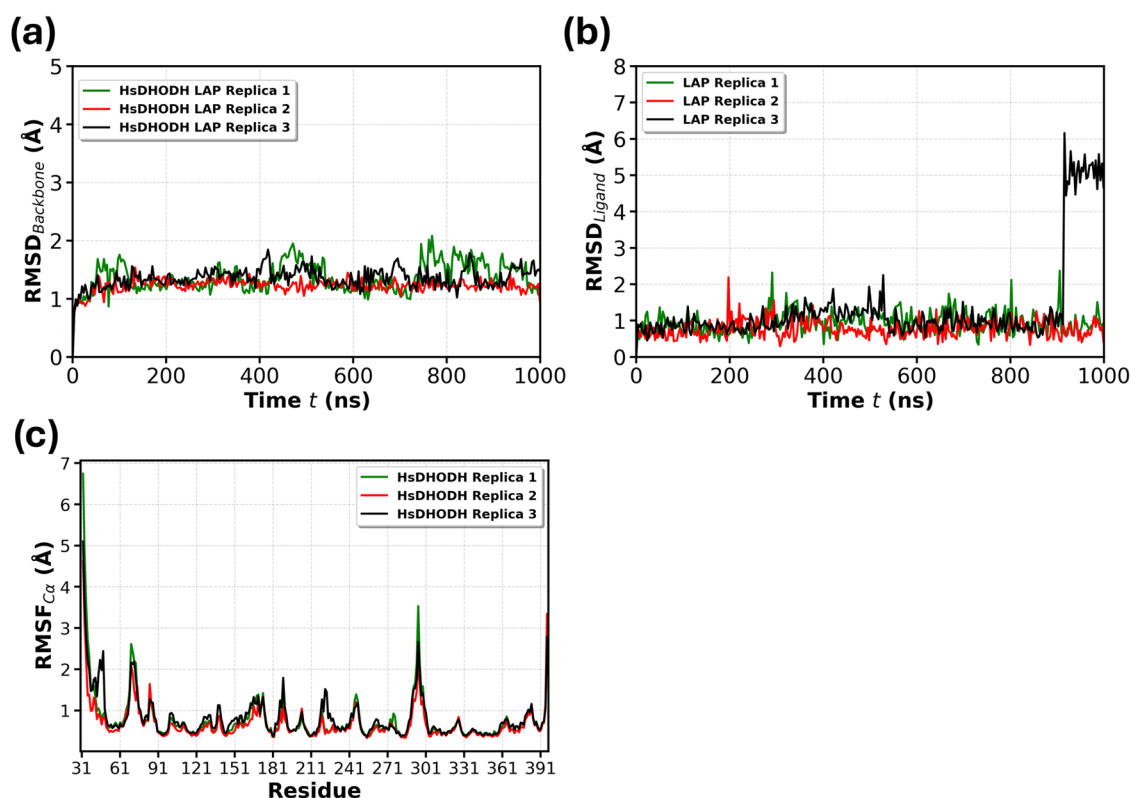 (a)
5
4
3
2
1
0
RMSD_Backbone (Å)
HsDHODH LAP Replica 1
HsDHODH LAP Replica 2
HsDHODH LAP Replica 3
0 200 400 600 800 1000
Time t (ns)
(b)
8
7
6
5
4
3
2
1
0
RMSD_Ligand (Å)
LAP Replica 1
LAP Replica 2
LAP Replica 3
0 200 400 600 800 1000
Time t (ns)
(c)
7
6
5
4
3
2
1
RMSF_Cα (Å)
HsDHODH Replica 1
HsDHODH Replica 2
HsDHODH Replica 3
31 61 91 121 151 181 211 241 271 301 331 361 391
Residue